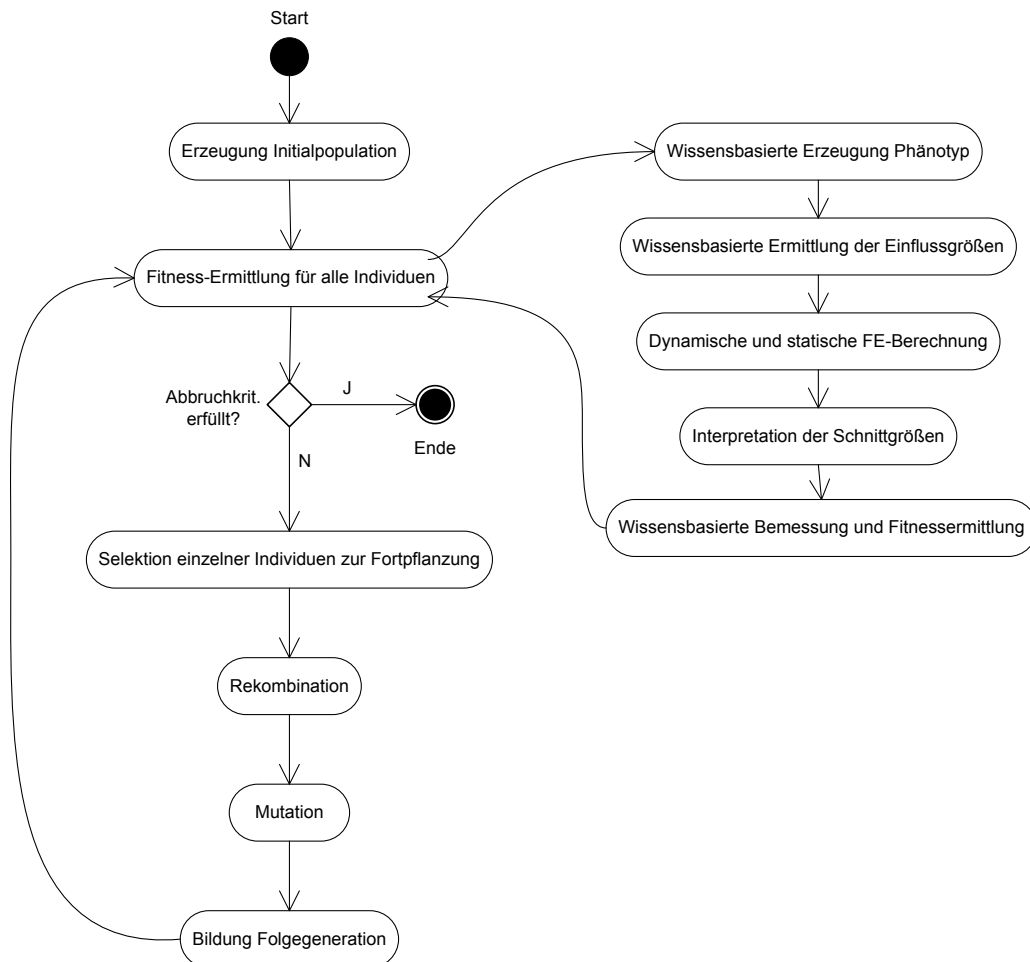 Start
Erzeugung Initialpopulation
Fitness-Ermittlung für alle Individuen
Abbruchkrit.
erfüllt?
J
Ende
N
Selektion einzelner Individuen zur Fortpflanzung
Rekombination
Mutation
Bildung Folgegeneration
Wissensbasierte Erzeugung Phänotyp
Wissensbasierte Ermittlung der Einflussgrößen
Dynamische und statische FE-Berechnung
Interpretation der Schnittgrößen
Wissensbasierte Bemessung und Fitnessermittlung